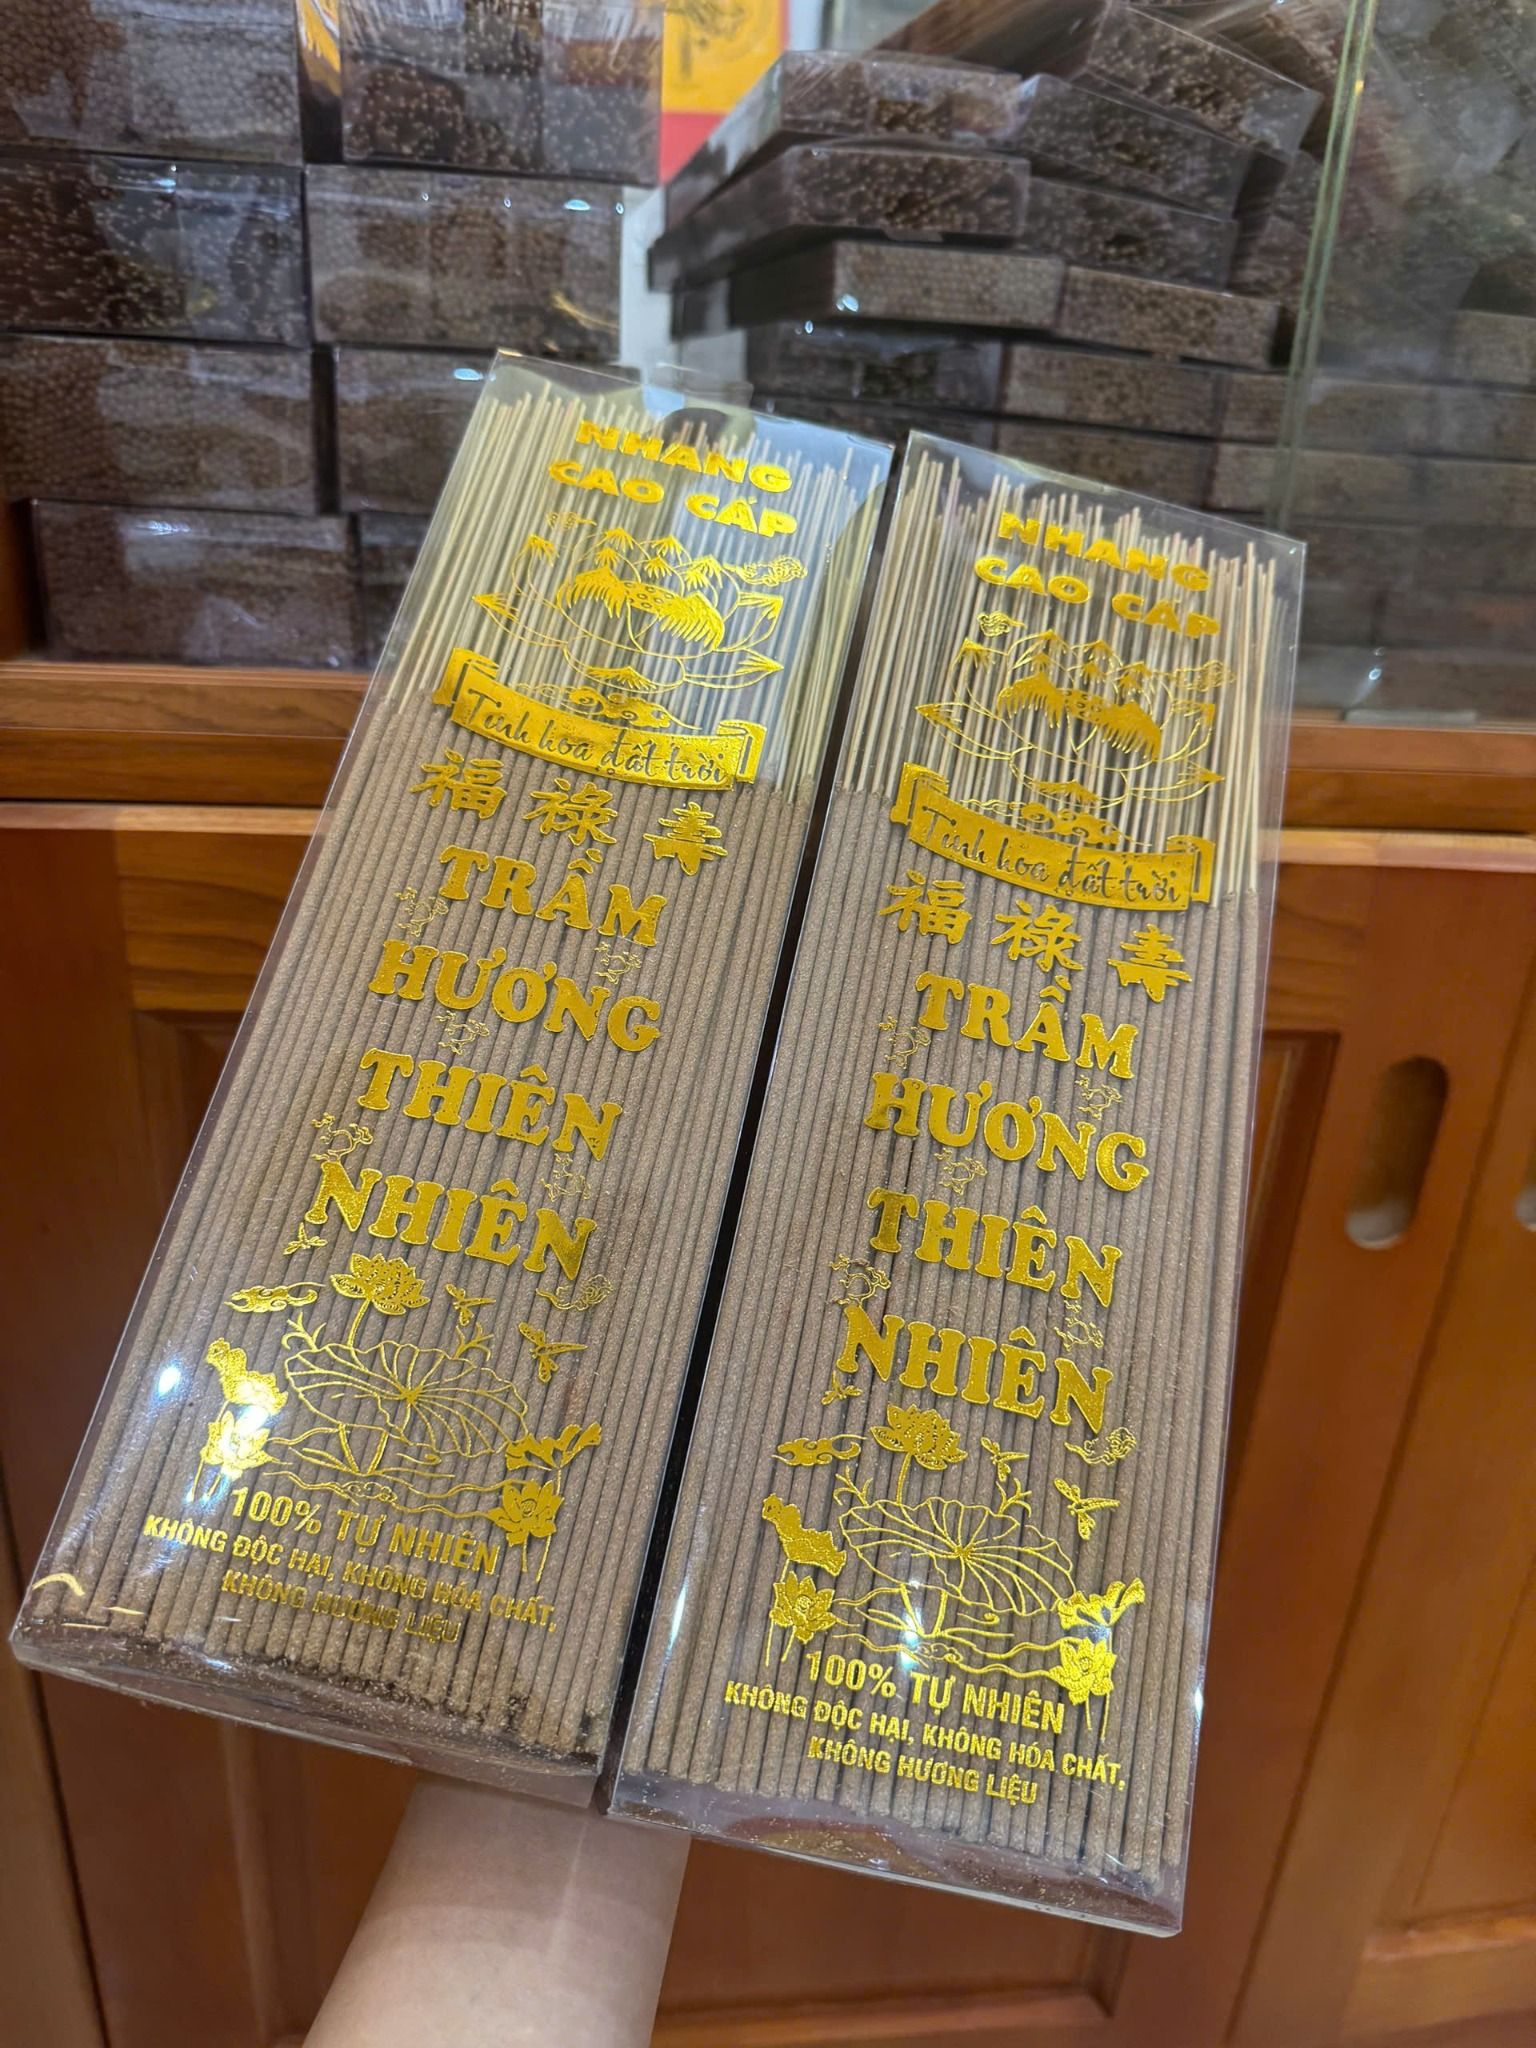 NHANG
CAO CẤP
Tinh hoa đất trời
福 祿 壽
TRẦM
HƯƠNG
THIÊN
NHIÊN
100% TỰ NHIÊN
KHÔNG ĐỘC HẠI, KHÔNG HÓA CHẤT,
KHÔNG HƯƠNG LIỆU
NHANG
CAO CẤP
Tinh hoa đất trời
福 祿 壽
TRẦM
HƯƠNG
THIÊN
NHIÊN
100% TỰ NHIÊN
KHÔNG ĐỘC HẠI, KHÔNG HÓA CHẤT,
KHÔNG HƯƠNG LIỆU